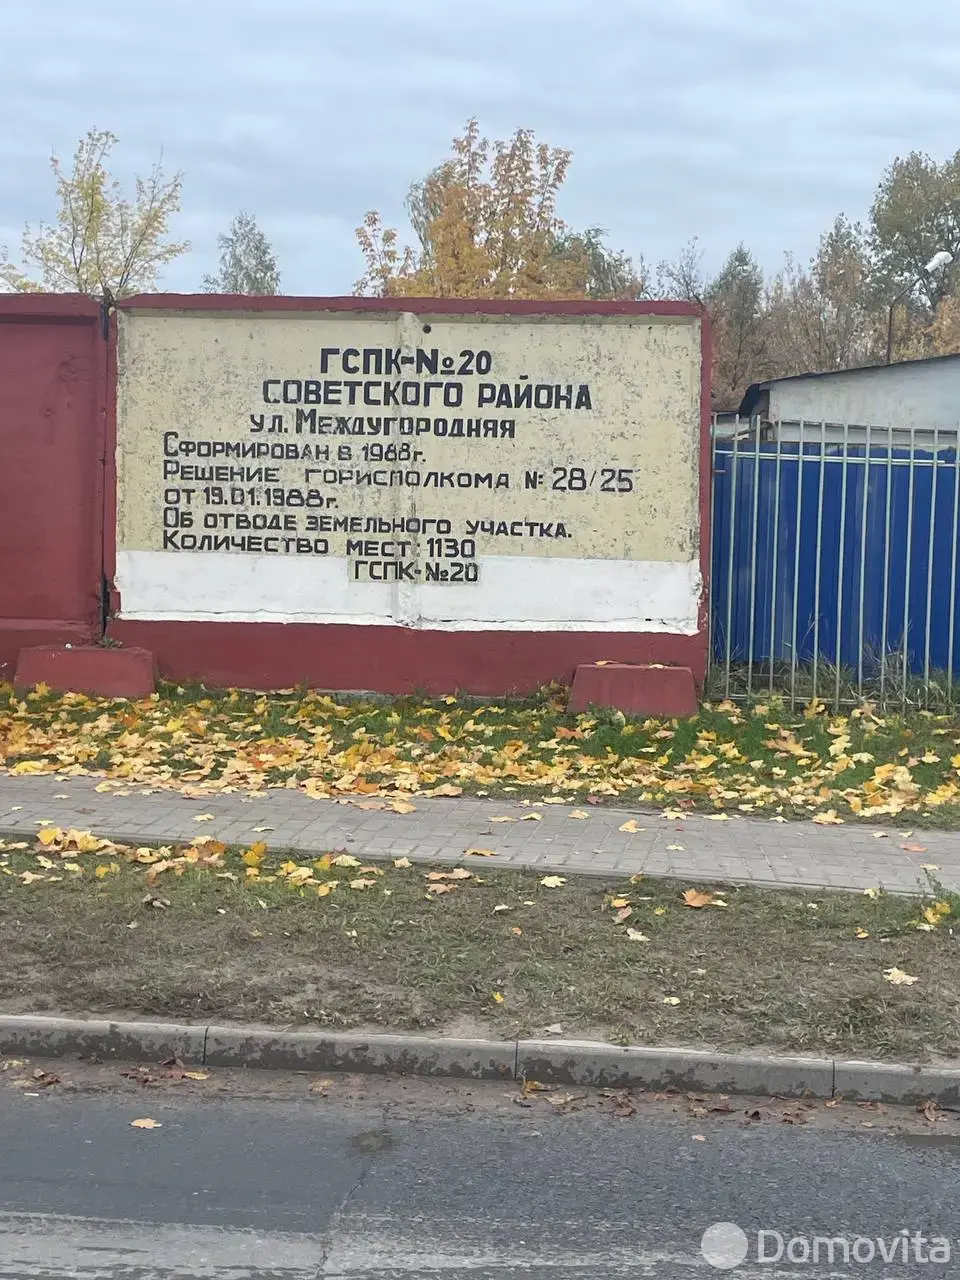 ГСПК-№20
СОВЕТСКОГО РАЙОНА
ул. Междугородняя
Сформирован в 1988г.
Решение горисполкома №: 28/25
от 19.01.1988г.
Об отводе земельного участка.
Количество мест: 1130
ГСПК-№20
Domovita